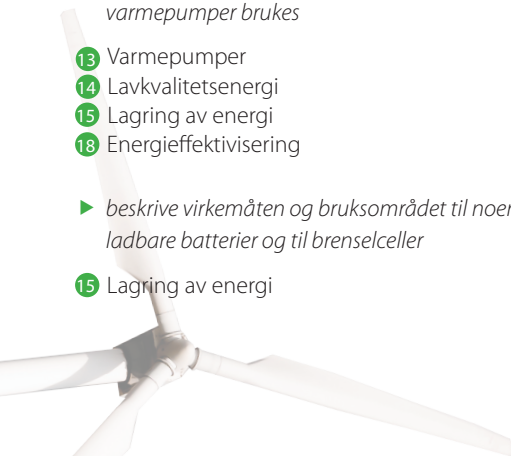 varmepumper brukes
13 Varmepumper
14 Lavkvalitetsenergi
15 Lagring av energi
18 Energieffektivisering
▶ beskrive virkemåten og bruksområdet til noen
ladbare batterier og til brenselceller
15 Lagring av energi